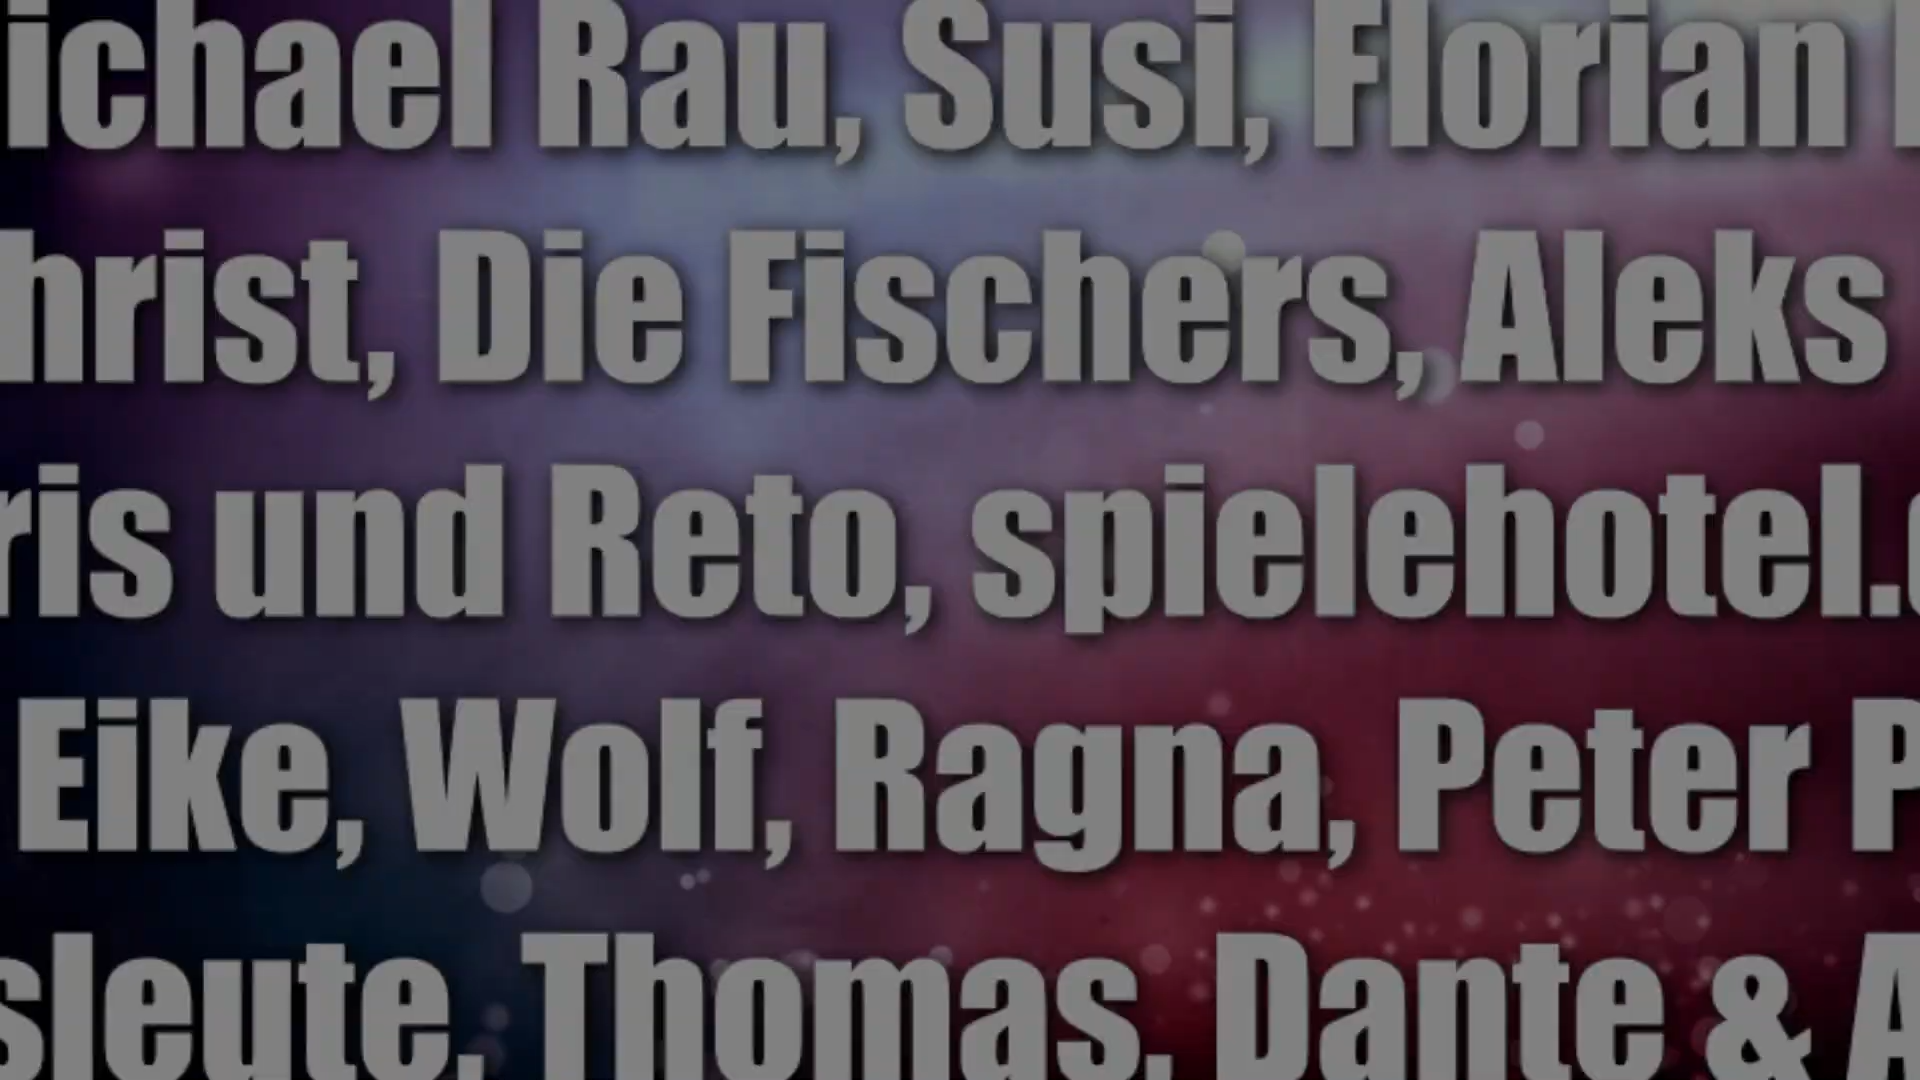 ichael Rau, Susi, Florian
hrist, Die Fischers, Aleks
ris und Reto, spielehotel.
Eike, Wolf, Ragna, Peter P
sleute, Thomas, Dante & A